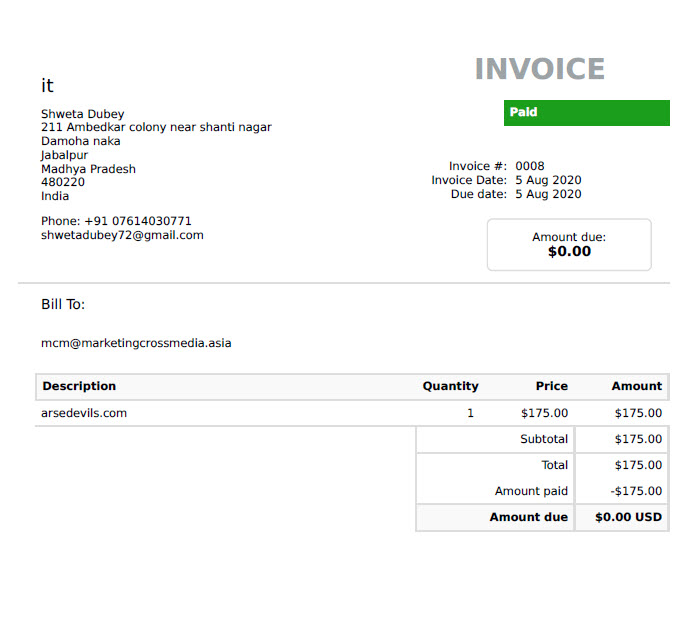 INVOICE
it
Paid
Shweta Dubey
211 Ambedkar colony near shanti nagar
Damoha naka
Jabalpur
Madhya Pradesh
480220
India
Invoice #: 0008
Invoice Date: 5 Aug 2020
Due date: 5 Aug 2020
Phone: +91 07614030771
shwetadubey72@gmail.com
Amount due:
$0.00
Bill To:
mcm@marketingcrossmedia.asia
Description Quantity Price Amount
arsedevils.com 1 $175.00 $175.00
Subtotal $175.00
Total $175.00
Amount paid -$175.00
Amount due $0.00 USD